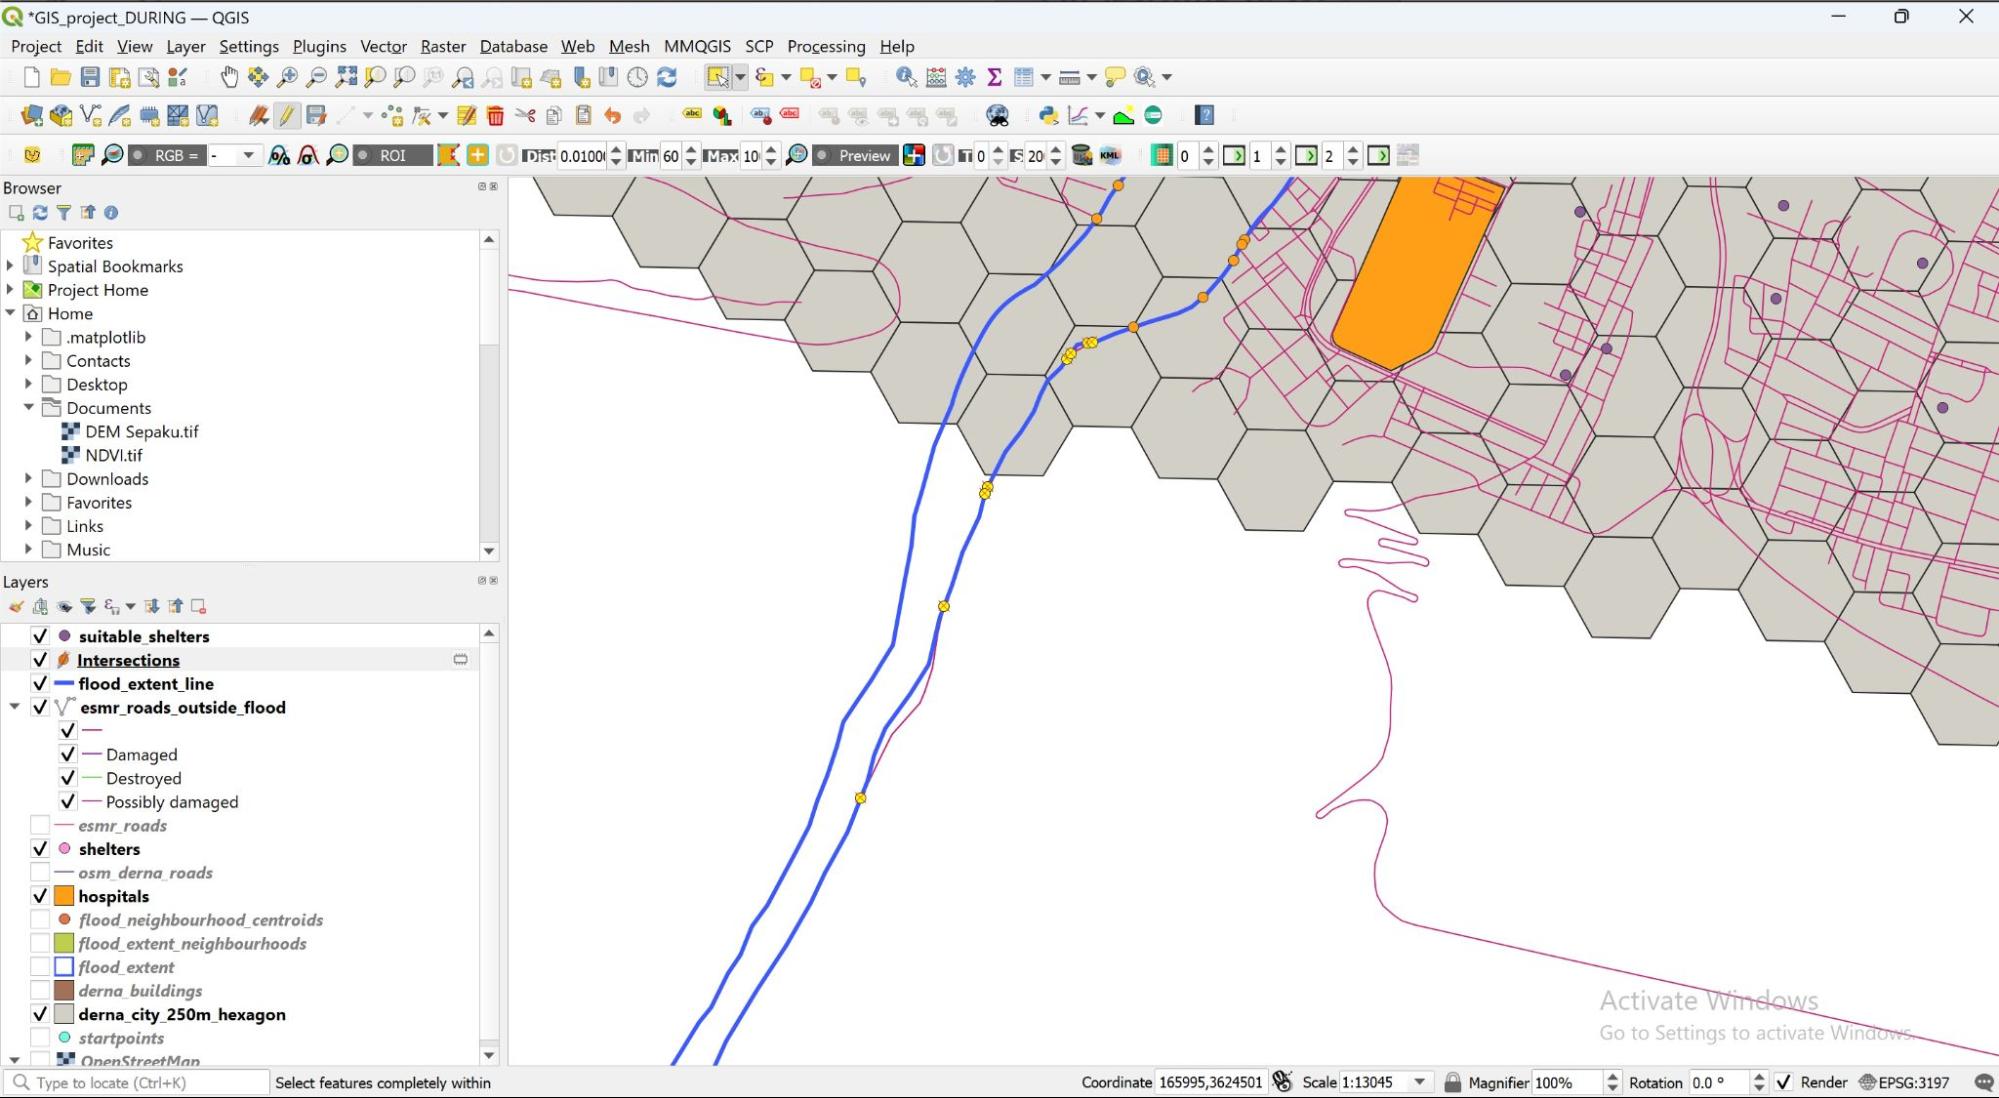 *GIS_project_DURING — QGIS
Project Edit View Layer Settings Plugins Vector Raster Database Web Mesh MMQGIS SCP Processing Help
RGB = - ROI Dist 0.0100 Min 60 Max 10 Preview T 0 S 20 KML 0 1 2
Browser
Favorites
Spatial Bookmarks
Project Home
Home
.matplotlib
Contacts
Desktop
Documents
DEM Sepaku.tif
NDVI.tif
Downloads
Favorites
Links
Music
Layers
suitable_shelters
Intersections
flood_extent_line
esmr_roads_outside_flood
Damaged
Destroyed
Possibly damaged
esmr_roads
shelters
osm_derna_roads
hospitals
flood_neighbourhood_centroids
flood_extent_neighbourhoods
flood_extent
derna_buildings
derna_city_250m_hexagon
startpoints
OpenStreetMap
Activate Windows
Go to Settings to activate Windows.
Type to locate (Ctrl+K) Select features completely within Coordinate 165995,3624501 Scale 1:13045 Magnifier 100% Rotation 0.0 ° Render EPSG:3197